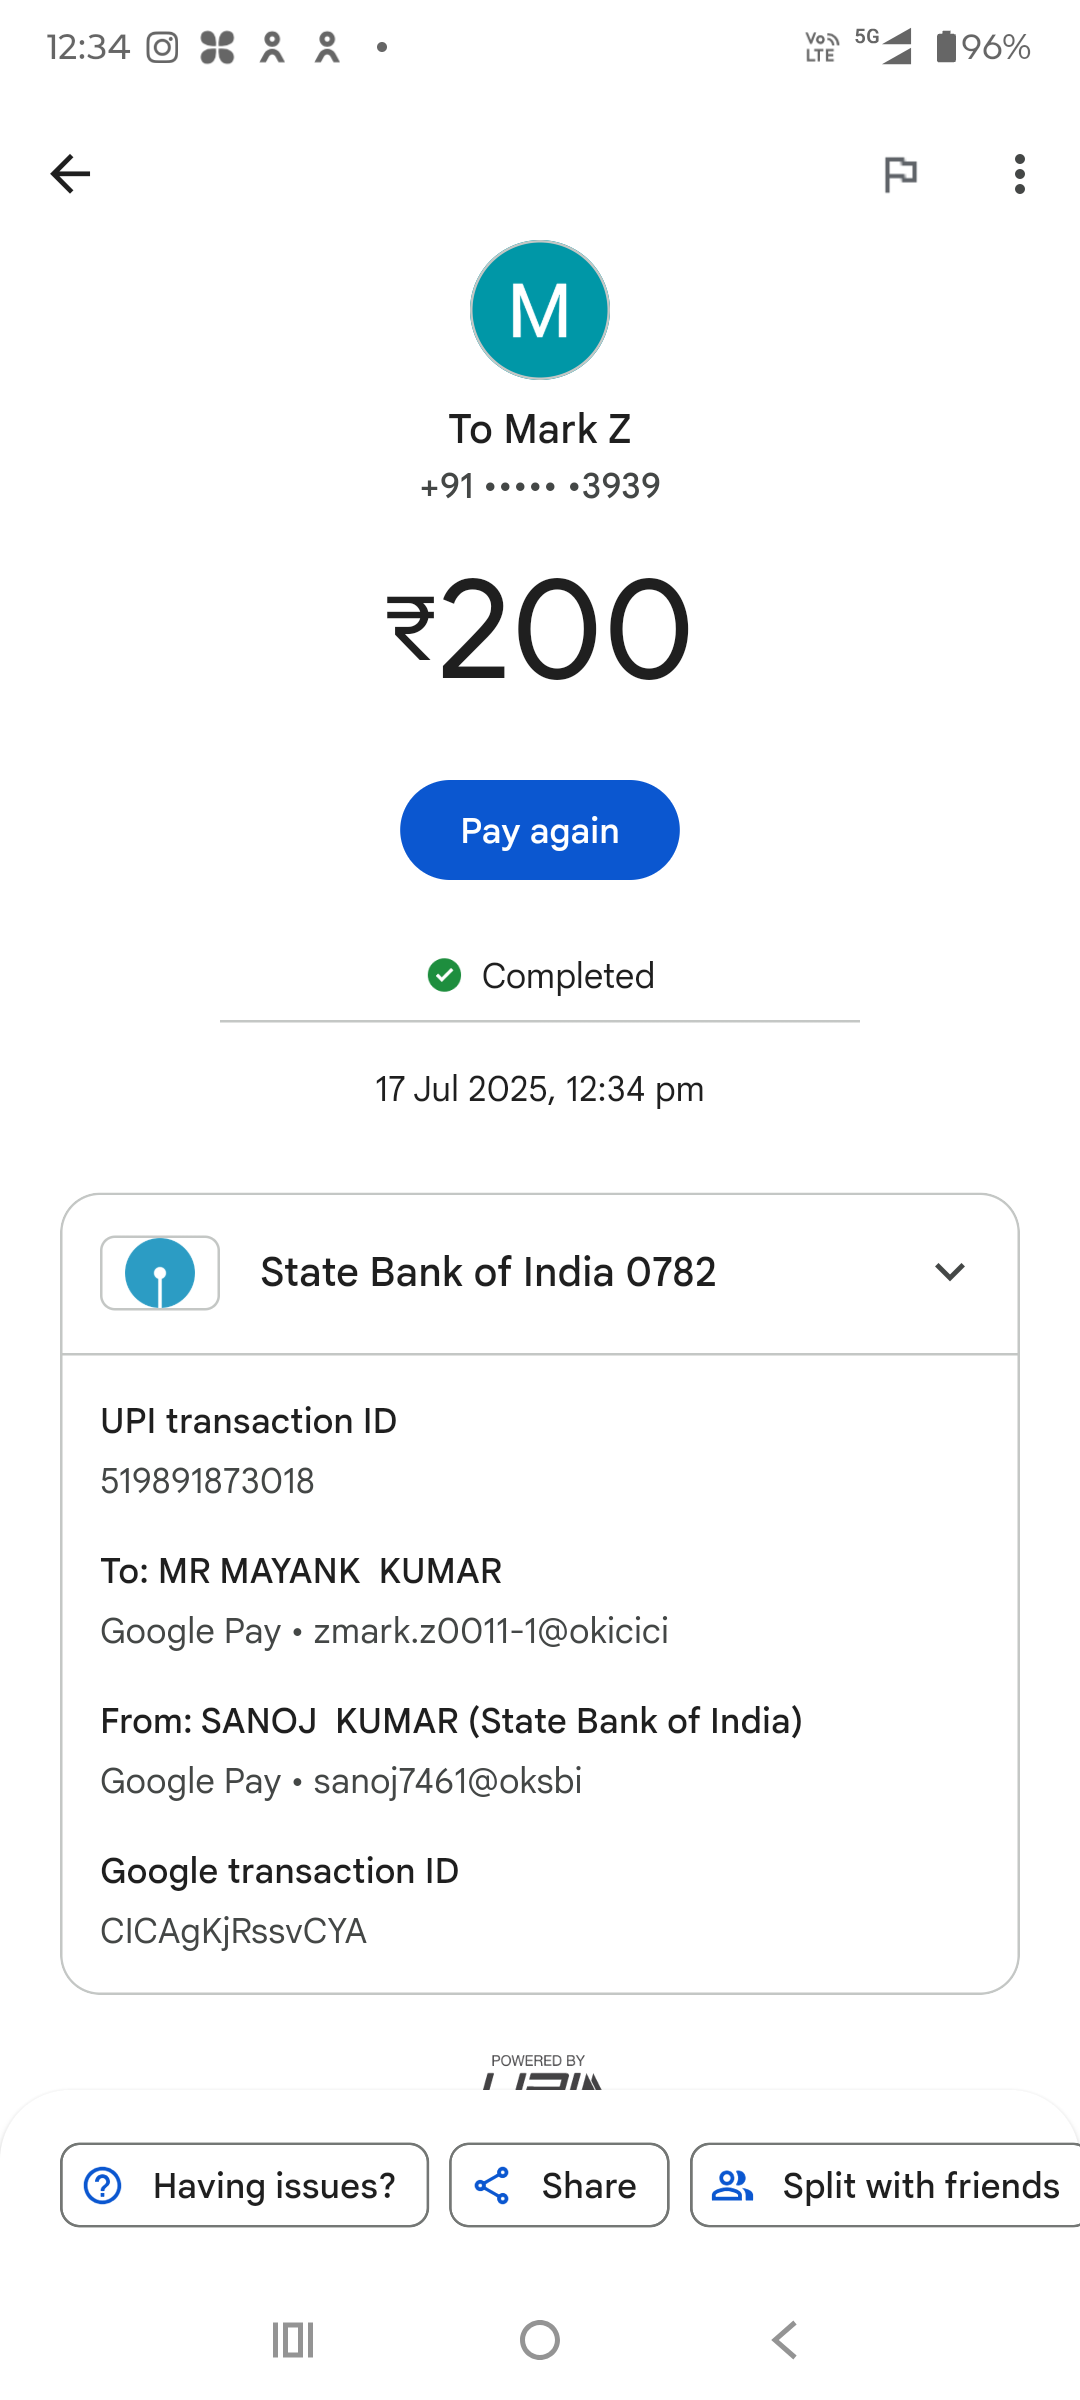 12:34 Vo LTE 5G 96%
M
To Mark Z
+91 ••••• •3939
₹200
Pay again
Completed
17 Jul 2025, 12:34 pm
State Bank of India 0782
UPI transaction ID
519891873018
To: MR MAYANK  KUMAR
Google Pay • zmark.z0011-1@okicici
From: SANOJ  KUMAR (State Bank of India)
Google Pay • sanoj7461@oksbi
Google transaction ID
CICAgKjRssvCYA
POWERED BY
UPI
Having issues? Share Split with friends